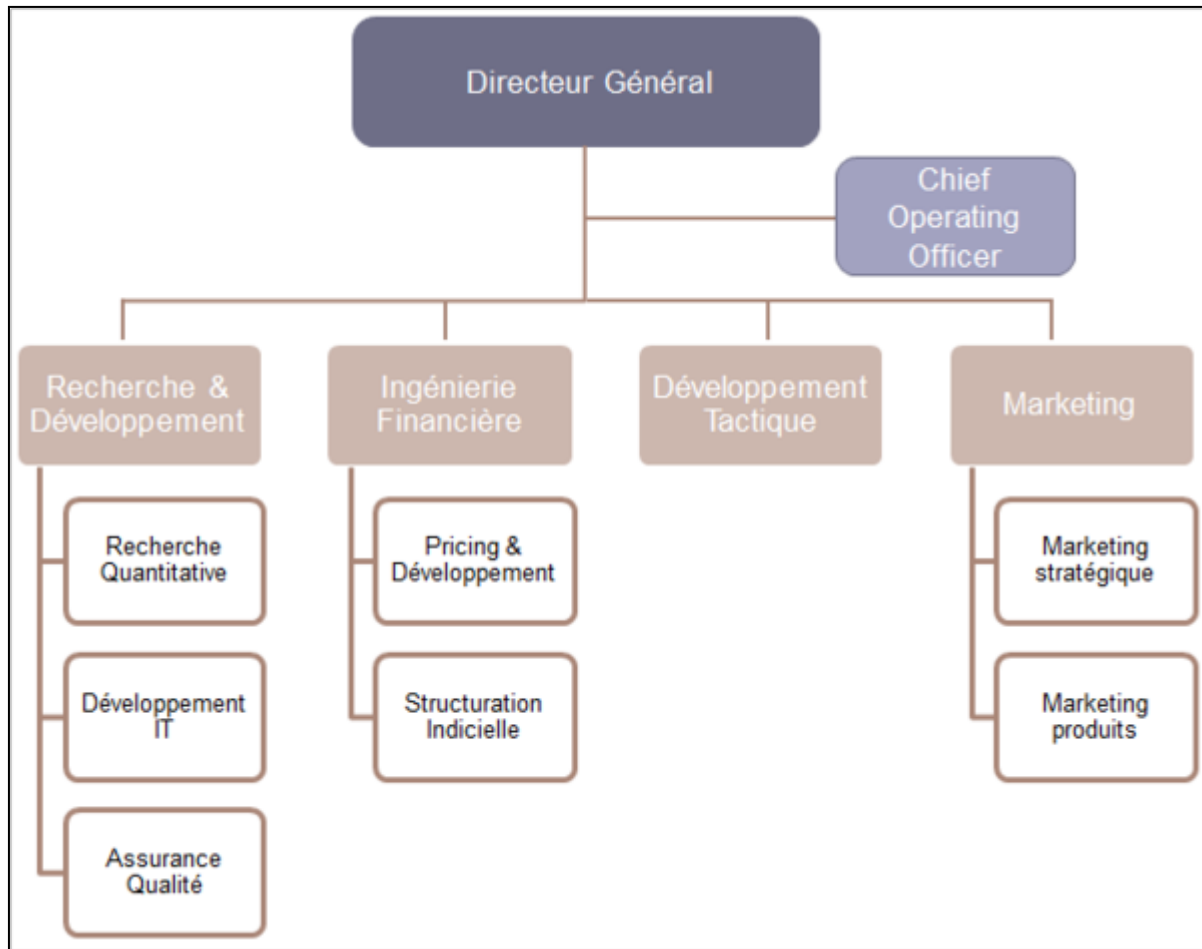 Directeur Général
Chief
Operating
Officer
Recherche &
Développement
Ingénierie
Financière
Développement
Tactique
Marketing
Recherche
Quantitative
Développement
IT
Assurance
Qualité
Pricing &
Développement
Structuration
Indicielle
Marketing
stratégique
Marketing
produits